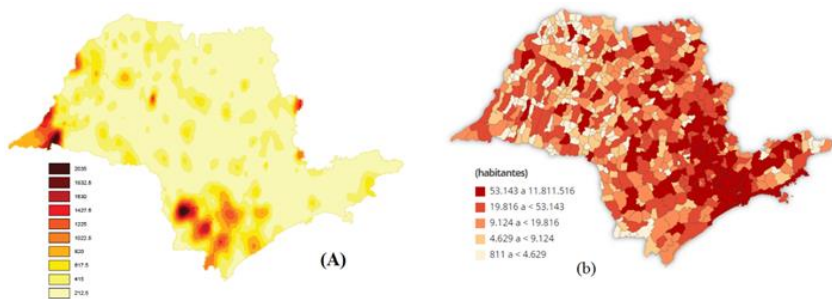 2035
1832.5
1630
1427.5
1225
1022.5
820
617.5
415
212.5
(A)
(habitantes)
53.143 a 11.811.516
19.816 a < 53.143
9.124 a < 19.816
4.629 a < 9.124
811 a < 4.629
(b)